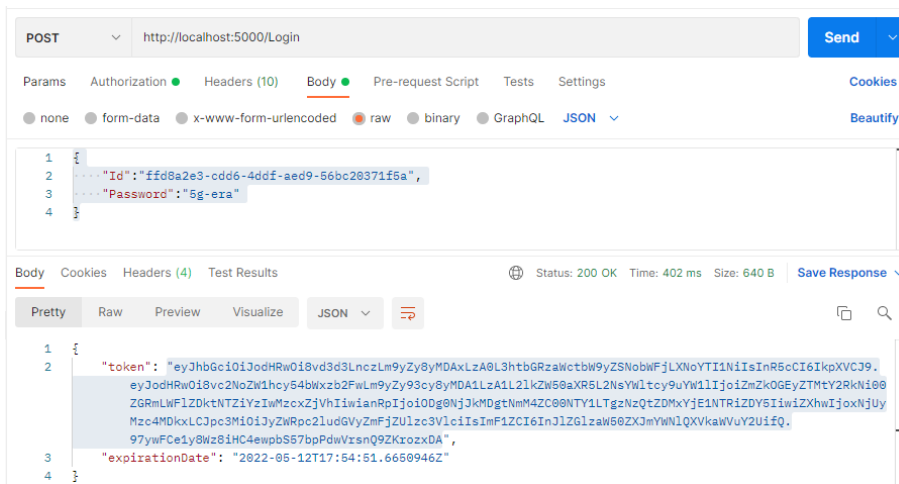 POST http://localhost:5000/Login Send
Params Authorization Headers (10) Body Pre-request Script Tests Settings Cookies
none form-data x-www-form-urlencoded raw binary GraphQL JSON Beautify
1 {
2 ····"Id":"ffd8a2e3-cdd6-4ddf-aed9-56bc20371f5a",
3 ····"Password":"5g-era"
4 }
Body Cookies Headers (4) Test Results Status: 200 OK Time: 402 ms Size: 640 B Save Response
Pretty Raw Preview Visualize JSON
1 {
2 "token": "eyJhbGciOiJodHRwOi8vd3d3LnczLm9yZy8yMDAxLzA0L3htbGRzaWctbW9yZSNobWFjLXNoYTI1NiIsInR5cCI6IkpXVCJ9.
eyJodHRwOi8vc2NoZW1hcy54bWxzb2FwLm9yZy93cy8yMDA1LzA1L2lkZW50aXR5L2NsYWltcy9uYW1lIjoiZmZkOGEyZTMtY2RkNi00
ZGRmLWFlZDktNTZiYzIwMzcxZjVhIiwianRpIjoiODg0NjJkMDgtNmM4ZC00NTY1LTgzNzQtZDMxYjE1NTRiZDY5IiwiZXhwIjoxNjUy
Mzc4MDkxLCJpc3MiOiJyZWRpc2ludGVyZmFjZUlzc3VlciIsImF1ZCI6InJlZGlzaW50ZXJmYWNlQXVkaWVuY2UifQ.
97ywFCe1y8Wz8iHC4ewpbS57bpPdwVrsnQ9ZKrozxDA",
3 "expirationDate": "2022-05-12T17:54:51.6650946Z"
4 }